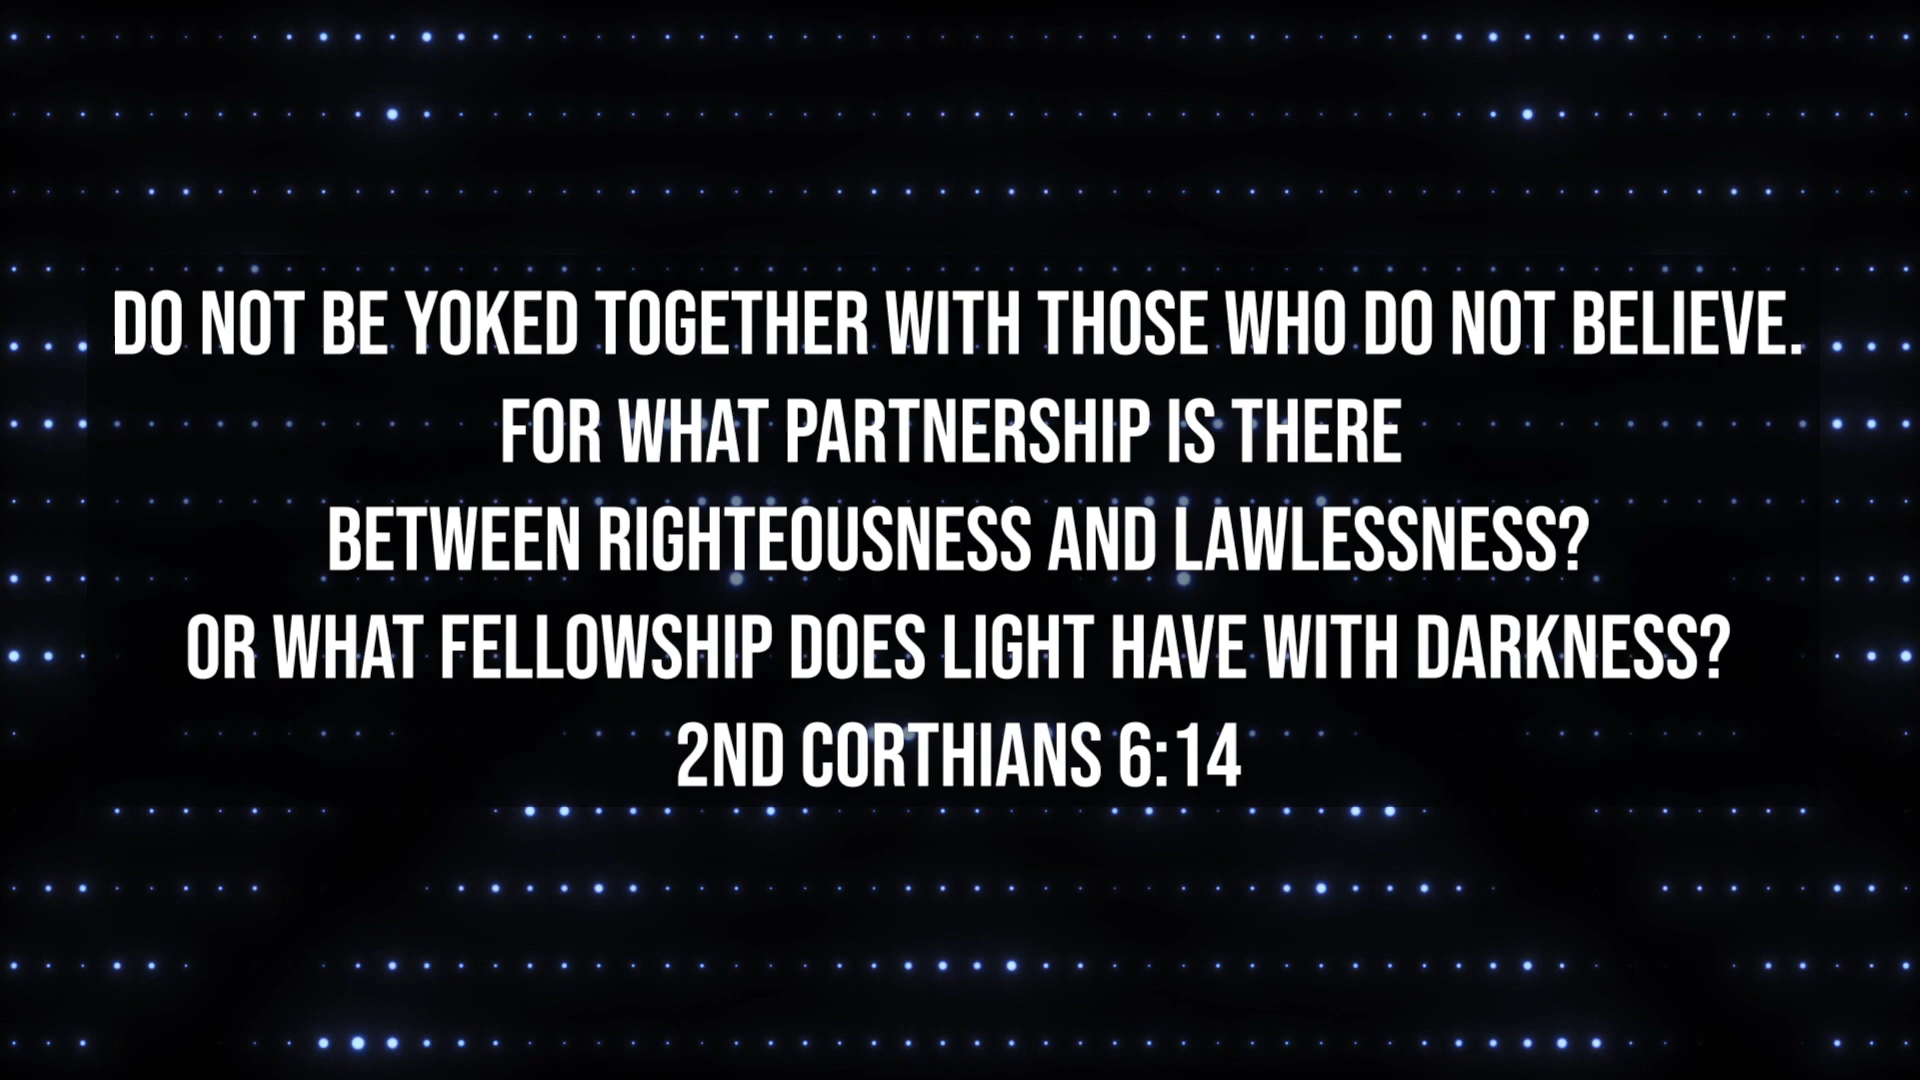 DO NOT BE YOKED TOGETHER WITH THOSE WHO DO NOT BELIEVE.
FOR WHAT PARTNERSHIP IS THERE
BETWEEN RIGHTEOUSNESS AND LAWLESSNESS?
OR WHAT FELLOWSHIP DOES LIGHT HAVE WITH DARKNESS?
2ND CORTHIANS 6:14